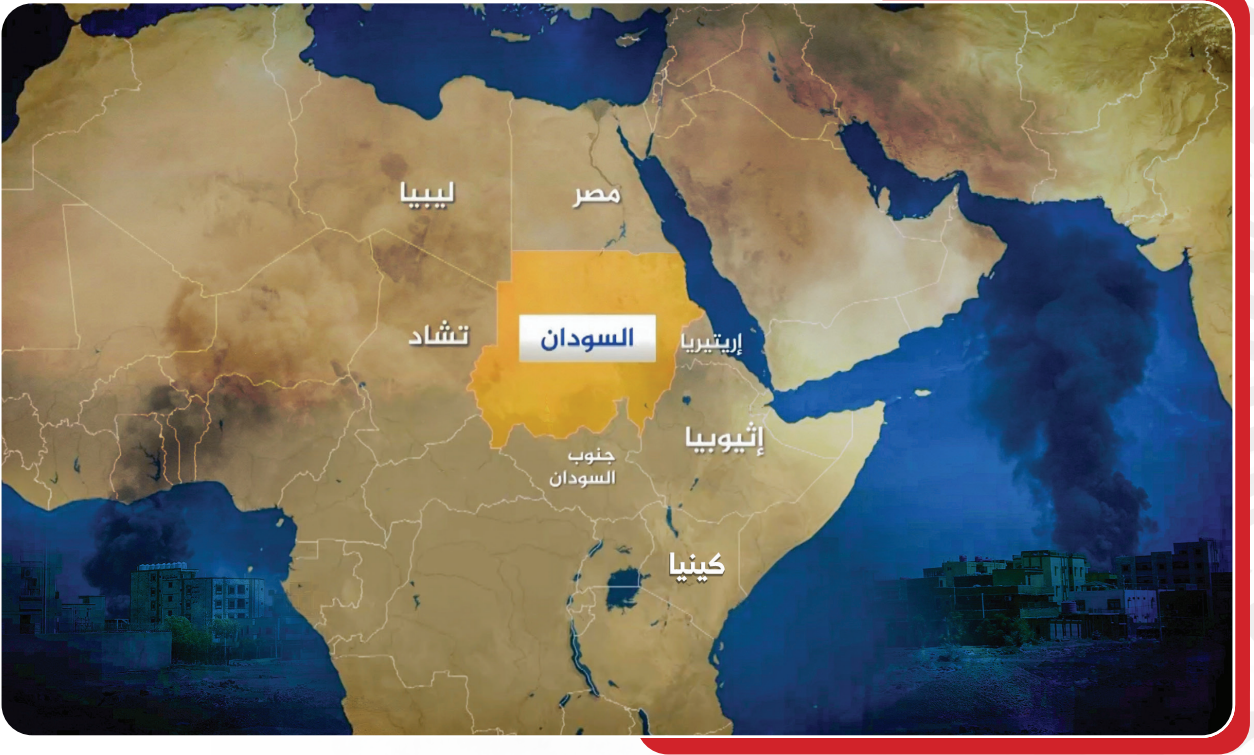 ليبيا
مصر
تشاد
السودان
إريتيريا
إثيوبيا
جنوب
السودان
كينيا